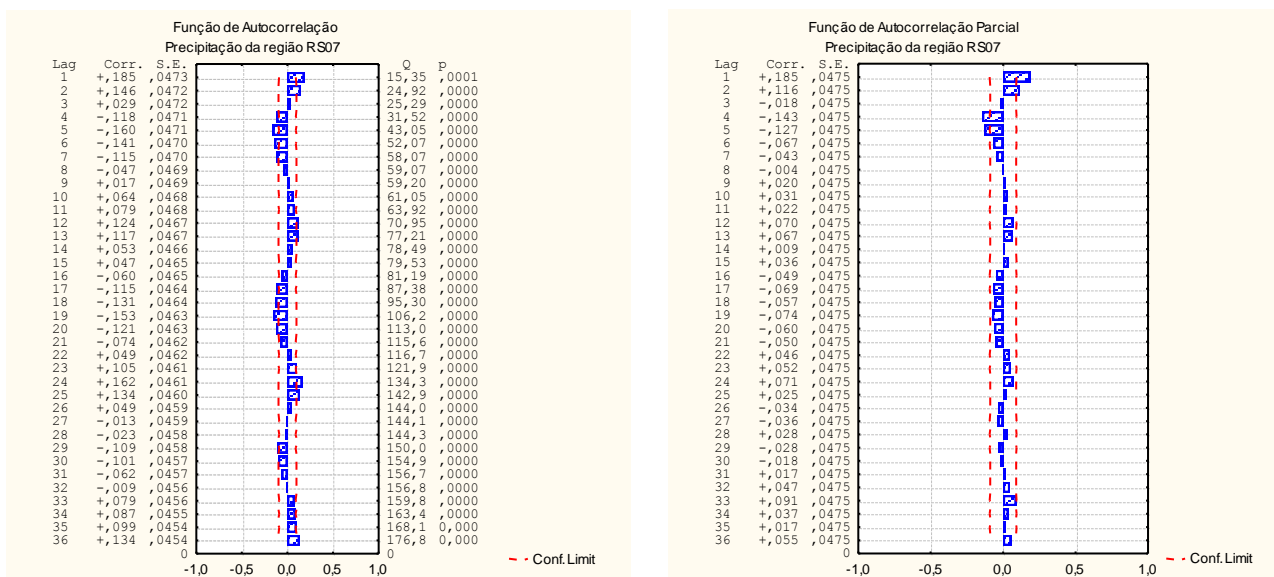 Função de Autocorrelação
Precipitação da região RS07
Lag Corr. S.E. Q p
1 +,185 ,0473 15,35 ,0001
2 +,146 ,0472 24,92 ,0000
3 +,029 ,0472 25,29 ,0000
4 -,118 ,0471 31,52 ,0000
5 -,160 ,0471 43,05 ,0000
6 -,141 ,0470 52,07 ,0000
7 -,115 ,0470 58,07 ,0000
8 -,047 ,0469 59,07 ,0000
9 +,017 ,0469 59,20 ,0000
10 +,064 ,0468 61,05 ,0000
11 +,079 ,0468 63,92 ,0000
12 +,124 ,0467 70,95 ,0000
13 +,117 ,0467 77,21 ,0000
14 +,053 ,0466 78,49 ,0000
15 +,047 ,0465 79,53 ,0000
16 -,060 ,0465 81,19 ,0000
17 -,115 ,0464 87,38 ,0000
18 -,131 ,0464 95,30 ,0000
19 -,153 ,0463 106,2 ,0000
20 -,121 ,0463 113,0 ,0000
21 -,074 ,0462 115,6 ,0000
22 +,049 ,0462 116,7 ,0000
23 +,105 ,0461 121,9 ,0000
24 +,162 ,0461 134,3 ,0000
25 +,134 ,0460 142,9 ,0000
26 +,049 ,0459 144,0 ,0000
27 -,013 ,0459 144,1 ,0000
28 -,023 ,0458 144,3 ,0000
29 -,109 ,0458 150,0 ,0000
30 -,101 ,0457 154,9 ,0000
31 -,062 ,0457 156,7 ,0000
32 -,009 ,0456 156,8 ,0000
33 +,079 ,0456 159,8 ,0000
34 +,087 ,0455 163,4 ,0000
35 +,099 ,0454 168,1 0,000
36 +,134 ,0454 176,8 0,000
0 0
-1,0 -0,5 0,0 0,5 1,0
Conf. Limit
Função de Autocorrelação Parcial
Precipitação da região RS07
Lag Corr. S.E.
1 +,185 ,0475
2 +,116 ,0475
3 -,018 ,0475
4 -,143 ,0475
5 -,127 ,0475
6 -,067 ,0475
7 -,043 ,0475
8 -,004 ,0475
9 +,020 ,0475
10 +,031 ,0475
11 +,022 ,0475
12 +,070 ,0475
13 +,067 ,0475
14 +,009 ,0475
15 +,036 ,0475
16 -,049 ,0475
17 -,069 ,0475
18 -,057 ,0475
19 -,074 ,0475
20 -,060 ,0475
21 -,050 ,0475
22 +,046 ,0475
23 +,052 ,0475
24 +,071 ,0475
25 +,025 ,0475
26 -,034 ,0475
27 -,036 ,0475
28 +,028 ,0475
29 -,028 ,0475
30 -,018 ,0475
31 +,017 ,0475
32 +,047 ,0475
33 +,091 ,0475
34 +,037 ,0475
35 +,017 ,0475
36 +,055 ,0475
0
-1,0 -0,5 0,0 0,5 1,0
Conf. Limit